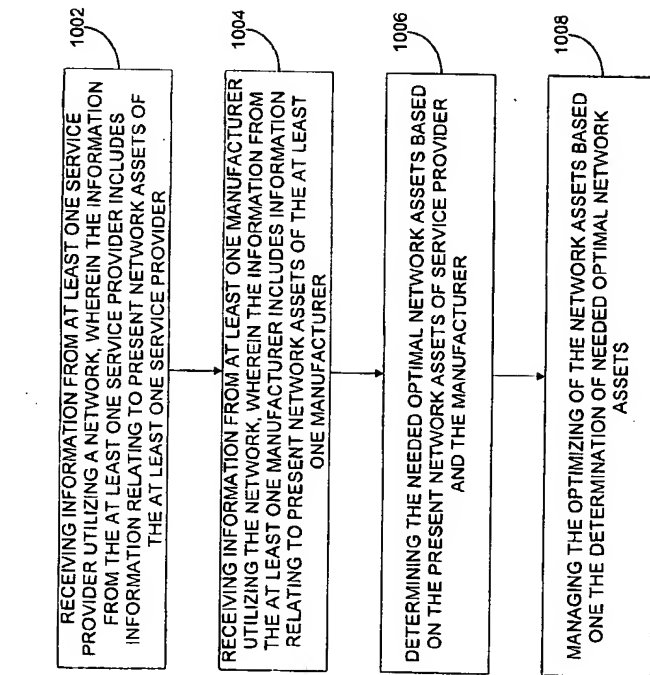 1002
RECEIVING INFORMATION FROM AT LEAST ONE SERVICE
PROVIDER UTILIZING A NETWORK, WHEREIN THE INFORMATION
FROM THE AT LEAST ONE SERVICE PROVIDER INCLUDES
INFORMATION RELATING TO PRESENT NETWORK ASSETS OF
THE AT LEAST ONE SERVICE PROVIDER
1004
RECEIVING INFORMATION FROM AT LEAST ONE MANUFACTURER
UTILIZING THE NETWORK, WHEREIN THE INFORMATION FROM
THE AT LEAST ONE MANUFACTURER INCLUDES INFORMATION
RELATING TO PRESENT NETWORK ASSETS OF THE AT LEAST
ONE MANUFACTURER
1006
DETERMINING THE NEEDED OPTIMAL NETWORK ASSETS BASED
ON THE PRESENT NETWORK ASSETS OF SERVICE PROVIDER
AND THE MANUFACTURER
1008
MANAGING THE OPTIMIZING OF THE NETWORK ASSETS BASED
ONE THE DETERMINATION OF NEEDED OPTIMAL NETWORK
ASSETS